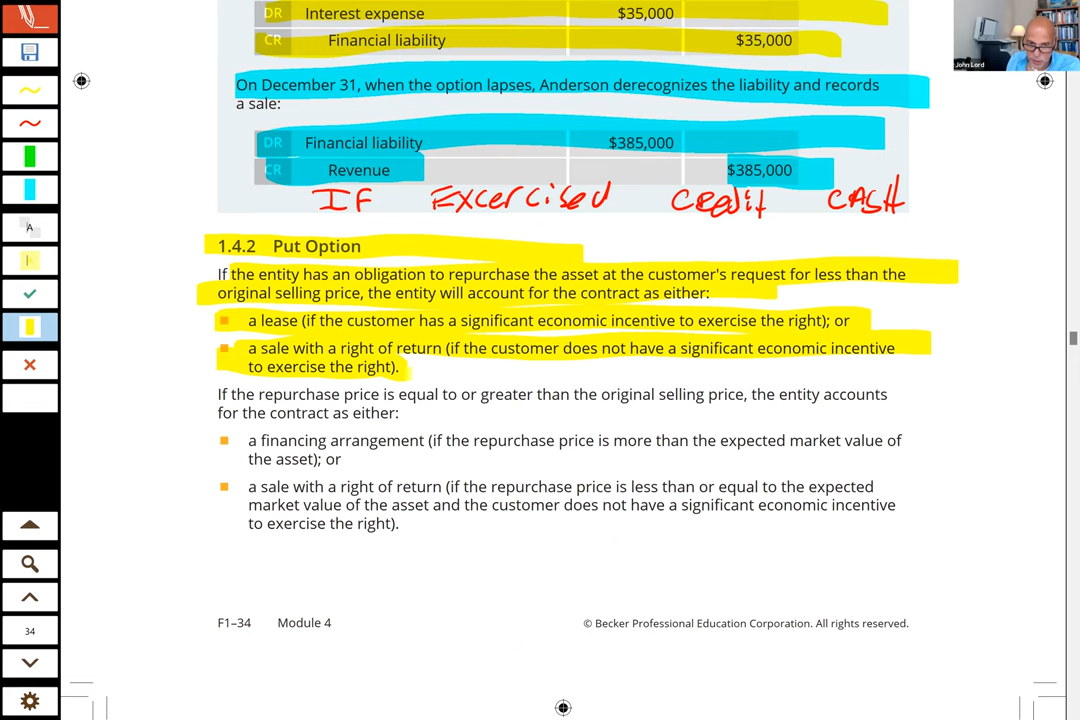 DR Interest expense $35,000
CR Financial liability $35,000
John Lord
On December 31, when the option lapses, Anderson derecognizes the liability and records
a sale:
DR Financial liability $385,000
CR Revenue $385,000
IF EXcercised Credit CASH
1.4.2 Put Option
If the entity has an obligation to repurchase the asset at the customer's request for less than the
original selling price, the entity will account for the contract as either:
a lease (if the customer has a significant economic incentive to exercise the right); or
a sale with a right of return (if the customer does not have a significant economic incentive
to exercise the right).
If the repurchase price is equal to or greater than the original selling price, the entity accounts
for the contract as either:
a financing arrangement (if the repurchase price is more than the expected market value of
the asset); or
a sale with a right of return (if the repurchase price is less than or equal to the expected
market value of the asset and the customer does not have a significant economic incentive
to exercise the right).
F1–34 Module 4 © Becker Professional Education Corporation. All rights reserved.
A
34